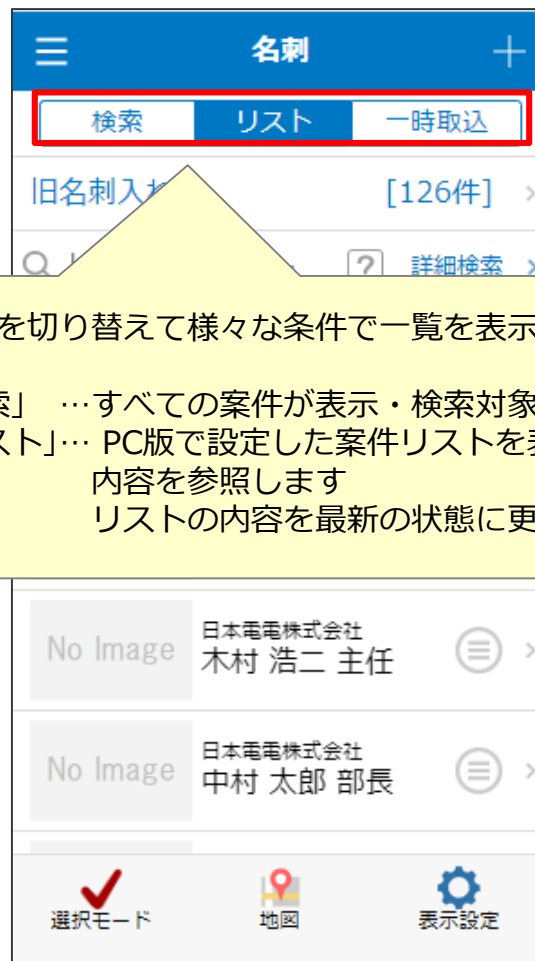 名刺
検索 リスト 一時取込
旧名刺入れ [126件]
? 詳細検索
を切り替えて様々な条件で一覧を表示
索」 …すべての案件が表示・検索対象
スト」… PC版で設定した案件リストを表
内容を参照します
リストの内容を最新の状態に更
日本電電株式会社
No Image 木村 浩二 主任
日本電電株式会社
No Image 中村 太郎 部長
選択モード 地図 表示設定